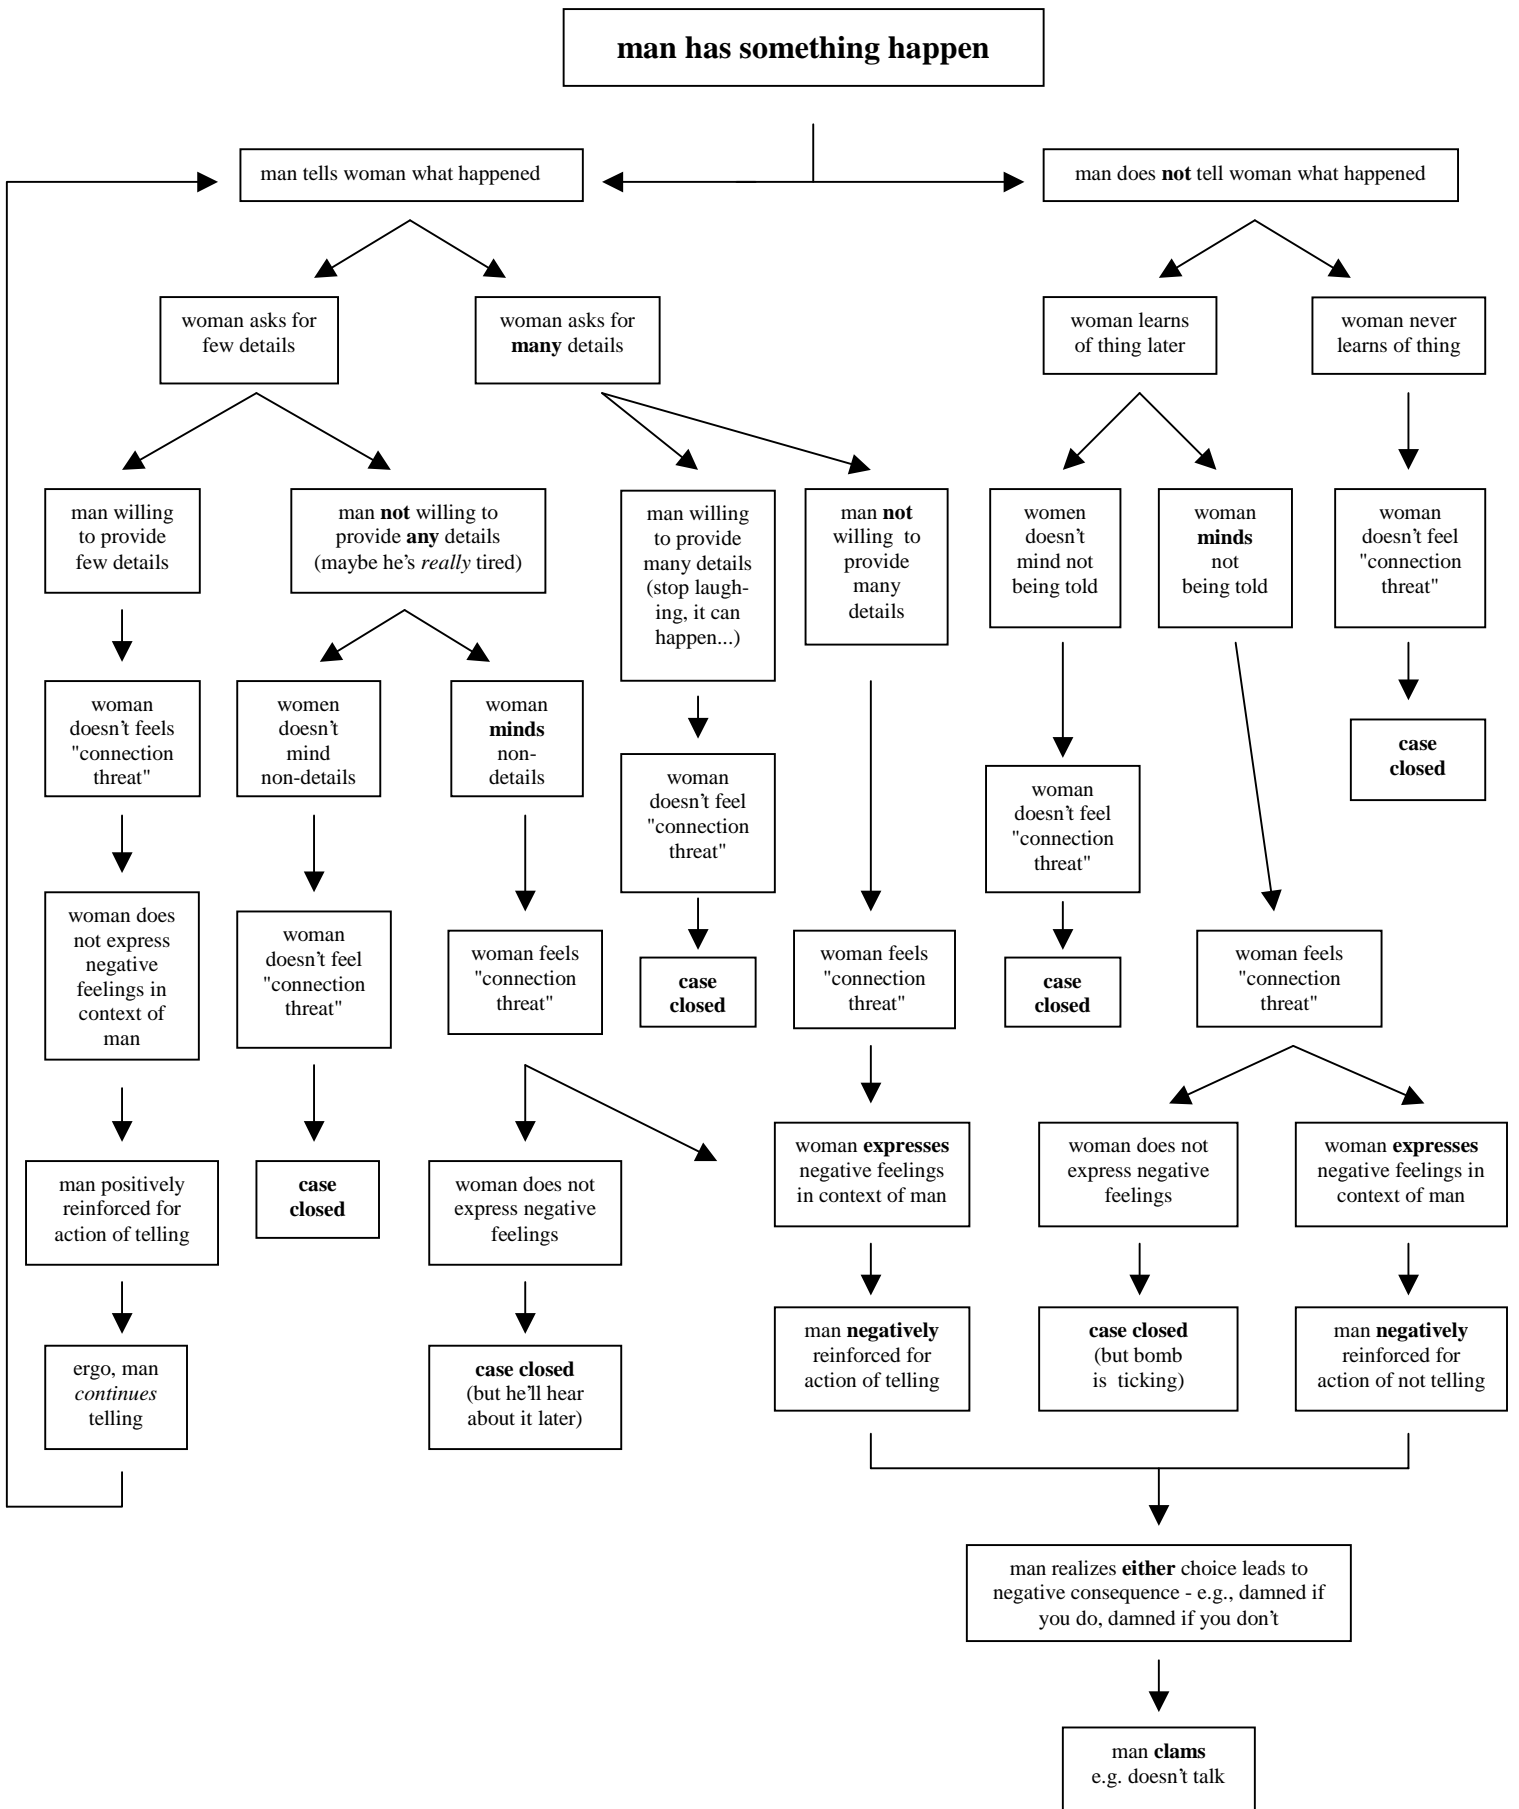 man has something happen
man tells woman what happened
man does not tell woman what happened
woman asks for
few details
woman asks for
many details
woman learns
of thing later
woman never
learns of thing
man willing
to provide
few details
man not willing to
provide any details
(maybe he's really tired)
man willing
to provide
many details
(stop laugh-
ing, it can
happen...)
man not
willing to
provide
many
details
women
doesn't
mind not
being told
woman
minds
not
being told
woman
doesn't feel
"connection
threat"
woman
doesn't feels
"connection
threat"
women
doesn't
mind
non-details
woman
minds
non-
details
woman
doesn't feel
"connection
threat"
woman
doesn't feel
"connection
threat"
case
closed
woman does
not express
negative
feelings in
context of
man
woman
doesn't feel
"connection
threat"
woman feels
"connection
threat"
case
closed
woman feels
"connection
threat"
case
closed
woman feels
"connection
threat"
man positively
reinforced for
action of telling
case
closed
woman does not
express negative
feelings
woman expresses
negative feelings
in context of man
woman does not
express negative
feelings
woman expresses
negative feelings in
context of man
ergo, man
continues
telling
case closed
(but he'll hear
about it later)
man negatively
reinforced for
action of telling
case closed
(but bomb
is ticking)
man negatively
reinforced for
action of not telling
man realizes either choice leads to
negative consequence - e.g., damned if
you do, damned if you don't
man clams
e.g. doesn't talk